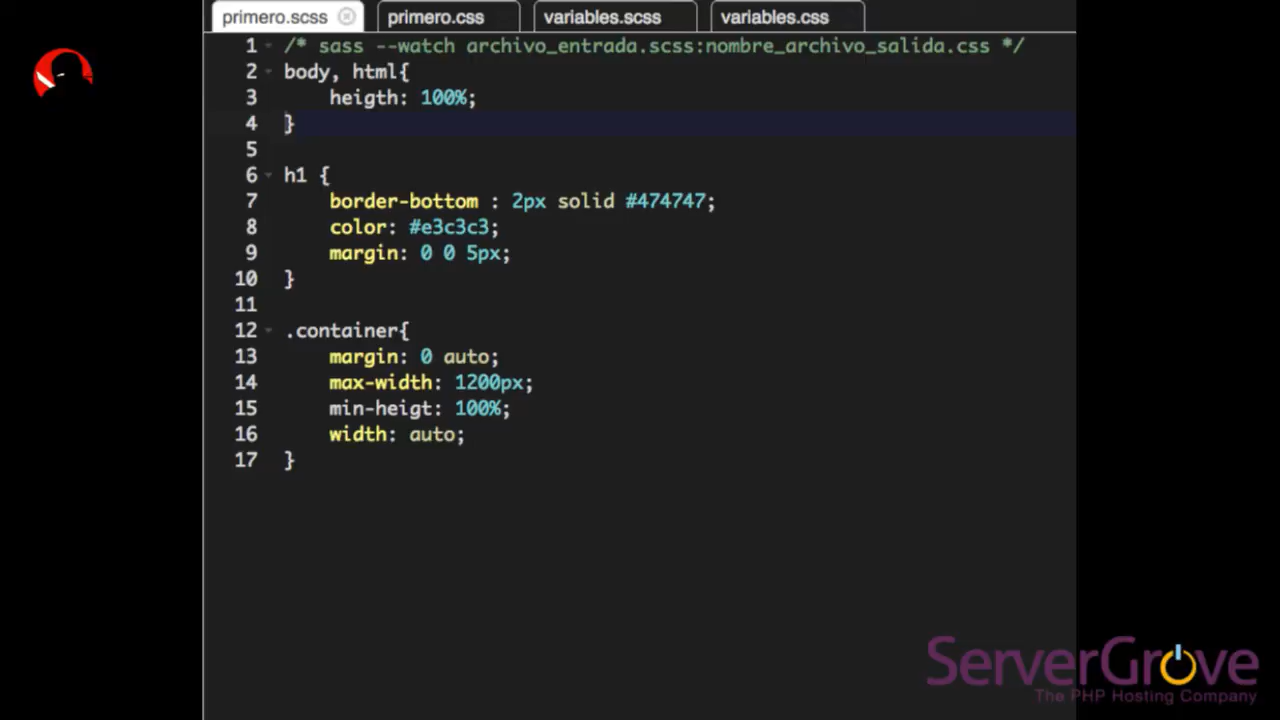 primero.scss primero.css variables.scss variables.css
1 /* sass --watch archivo_entrada.scss:nombre_archivo_salida.css */
2 body, html{
3 heigth: 100%;
4 }
5
6 h1 {
7 border-bottom : 2px solid #474747;
8 color: #e3c3c3;
9 margin: 0 0 5px;
10 }
11
12 .container{
13 margin: 0 auto;
14 max-width: 1200px;
15 min-heigt: 100%;
16 width: auto;
17 }
ServerGrove
The PHP Hosting Company